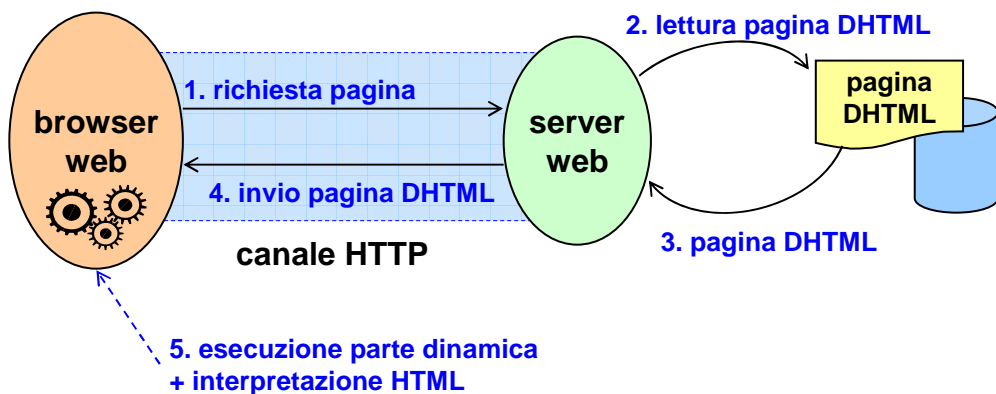 2. lettura pagina DHTML
1. richiesta pagina
pagina
DHTML
browser
web
server
web
4. invio pagina DHTML
3. pagina DHTML
canale HTTP
5. esecuzione parte dinamica
+ interpretazione HTML